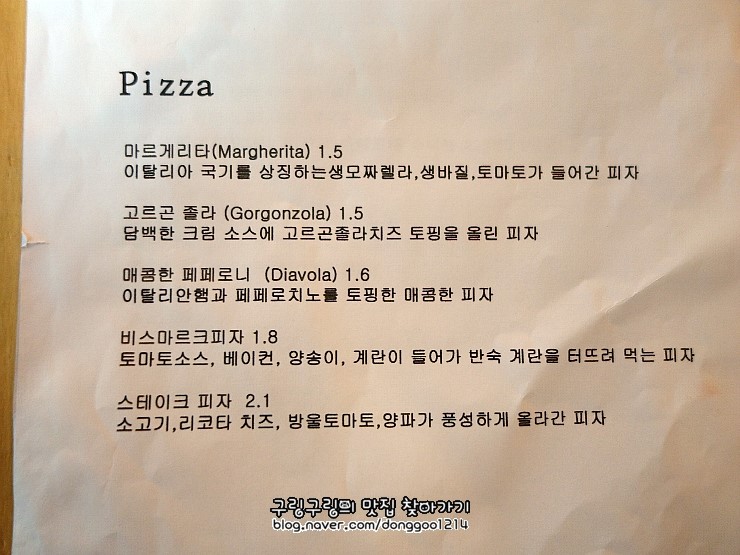 Pizza
마르게리타(Margherita) 1.5
이탈리아 국기를 상징하는생모짜렐라,생바질,토마토가 들어간 피자
고르곤 졸라 (Gorgonzola) 1.5
담백한 크림 소스에 고르곤졸라치즈 토핑을 올린 피자
매콤한 페페로니 (Diavola) 1.6
이탈리안햄과 페페로치노를 토핑한 매콤한 피자
비스마르크피자 1.8
토마토소스, 베이컨, 양송이, 계란이 들어가 반숙 계란을 터뜨려 먹는 피자
스테이크 피자 2.1
소고기,리코타 치즈, 방울토마토,양파가 풍성하게 올라간 피자
구링구링의 맛집 찾아가기
blog.naver.com/donggoo1214